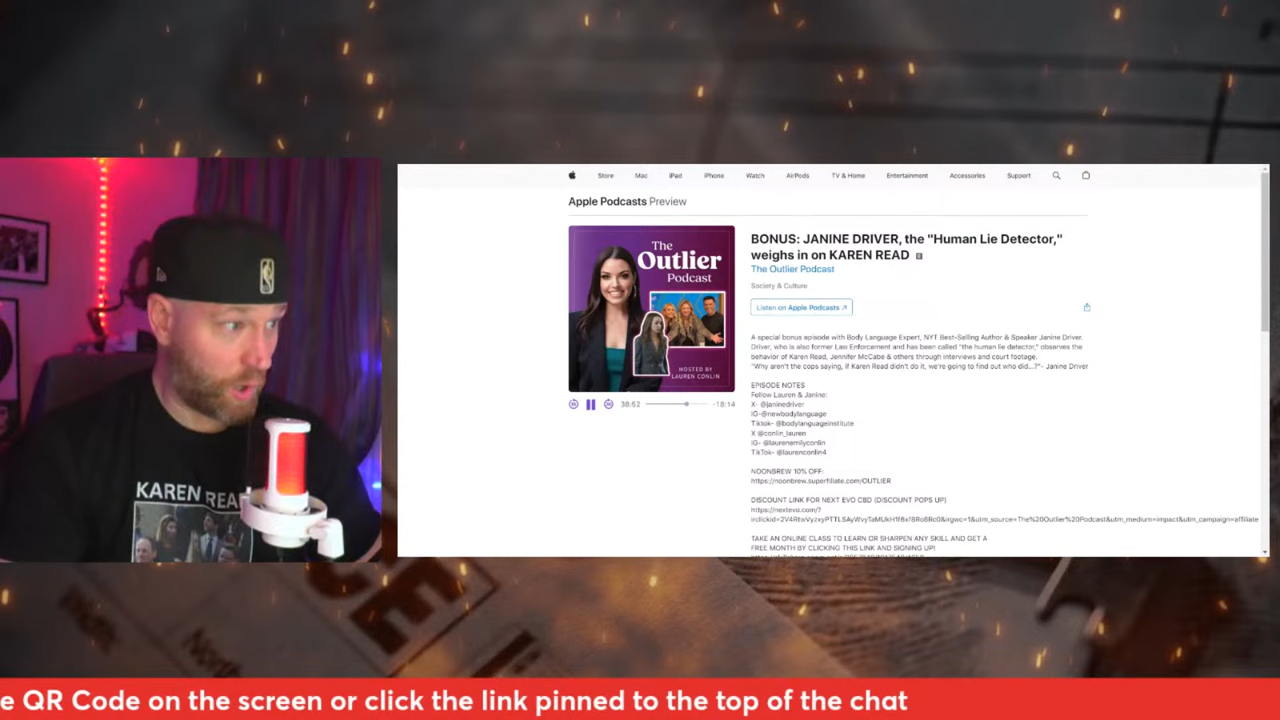 Store Mac iPad iPhone Watch AirPods TV & Home Entertainment Accessories Support
Apple Podcasts Preview
The
Outlier
Podcast
HOSTED BY
LAUREN CONLIN
38:52
-18:14
BONUS: JANINE DRIVER, the "Human Lie Detector,"
weighs in on KAREN READ
The Outlier Podcast
Society & Culture
Listen on Apple Podcasts ↗
A special bonus episode with Body Language Expert, NYT Best-Selling Author & Speaker Janine Driver.
Driver, who is also former Law Enforcement and has been called "the human lie detector," observes the
behavior of Karen Read, Jennifer McCabe & others through interviews and court footage.
"Why aren't the cops saying, if Karen Read didn't do it, we're going to find out who did...?"- Janine Driver
EPISODE NOTES
Follow Lauren & Janine:
X- @janinedriver
IG-@newbodylanguage
Tiktok- @bodylanguageinstitute
X @conlin_lauren
IG- @laurenemilyconlin
TikTok- @laurenconlin4
NOONBREW 10% OFF:
https://noonbrew.superfiliate.com/OUTLIER
DISCOUNT LINK FOR NEXT EVO CBD (DISCOUNT POPS UP)
https://nextevo.com/?
TAKE AN ONLINE CLASS TO LEARN OR SHARPEN ANY SKILL AND GET A
FREE MONTH BY CLICKING THIS LINK AND SIGNING UP!
KAREN READ
e QR Code on the screen or click the link pinned to the top of the chat